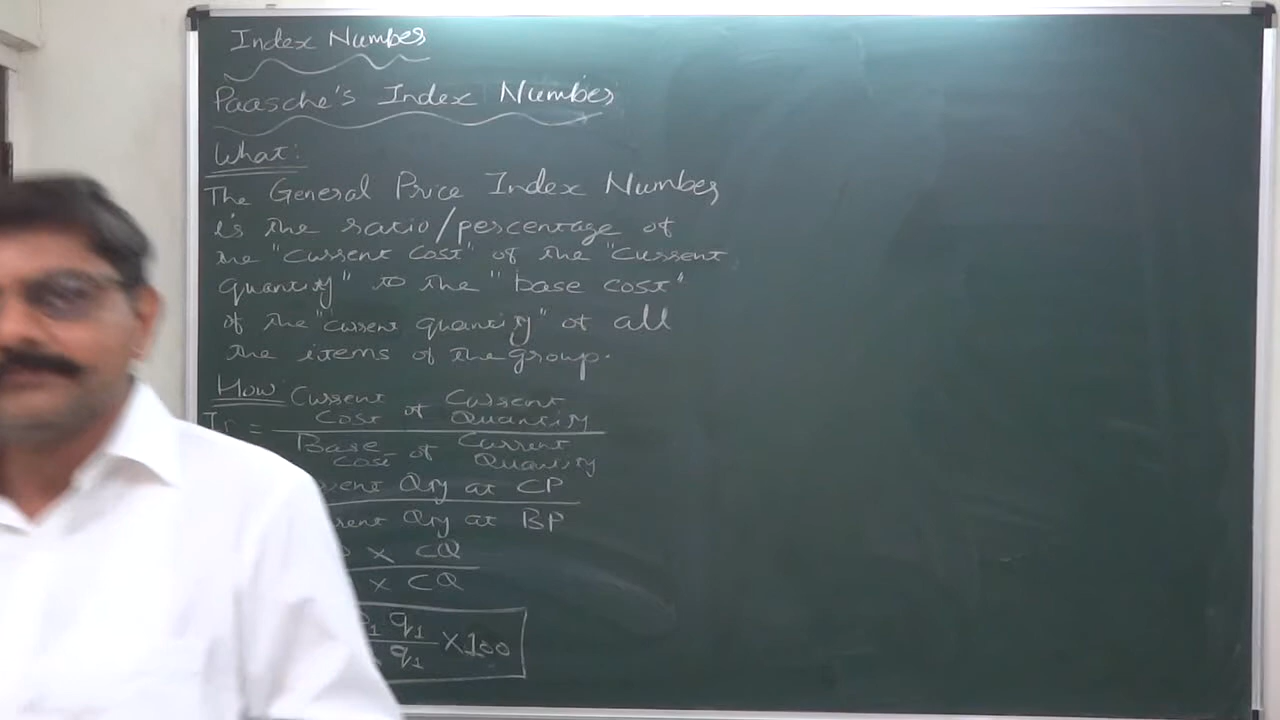 Index Number
Paasche's Index Number
What:
The General Price Index Number
is the ratio/percentage of
the "current cost" of the "current
quantity" to the "base cost"
of the "current quantity" of all
the items of the group.
How: Current Cost of Current Quantity
=
Base Cost of Current Quantity
Qty at CP
Qty at BP
x CQ
x CQ
q1 x 100
q1